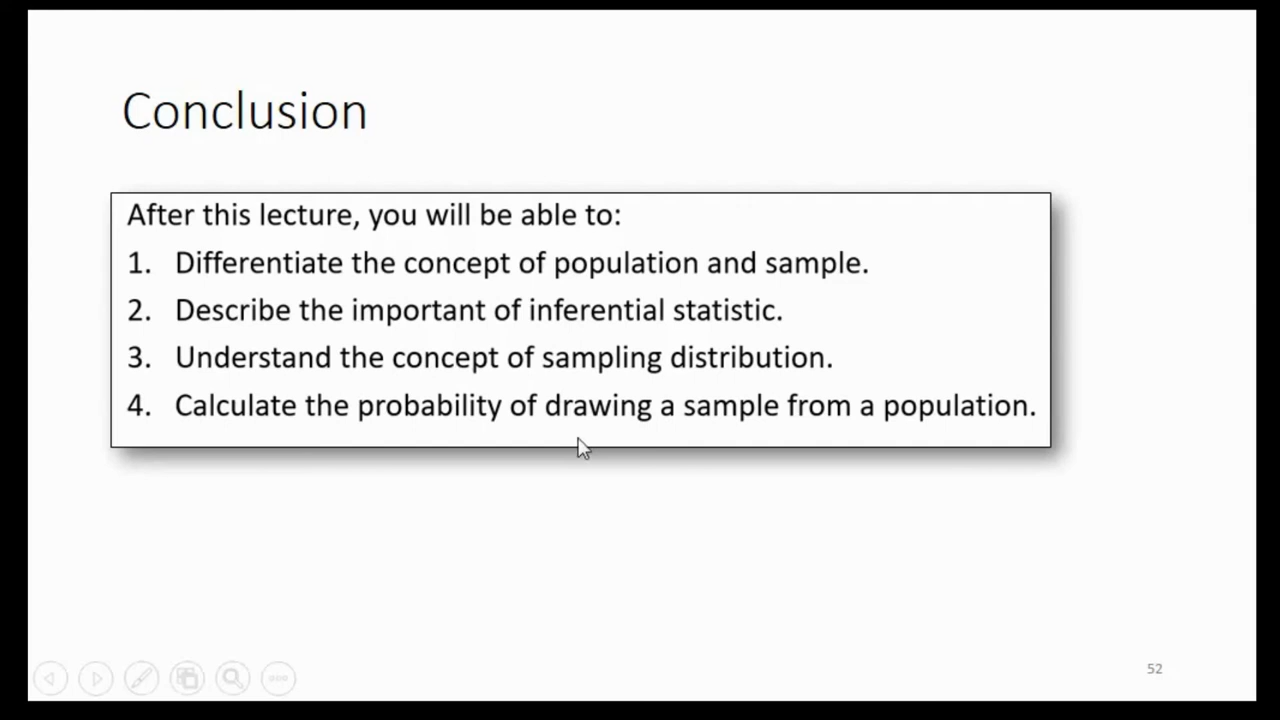 Conclusion
After this lecture, you will be able to:
1. Differentiate the concept of population and sample.
2. Describe the important of inferential statistic.
3. Understand the concept of sampling distribution.
4. Calculate the probability of drawing a sample from a population.
52